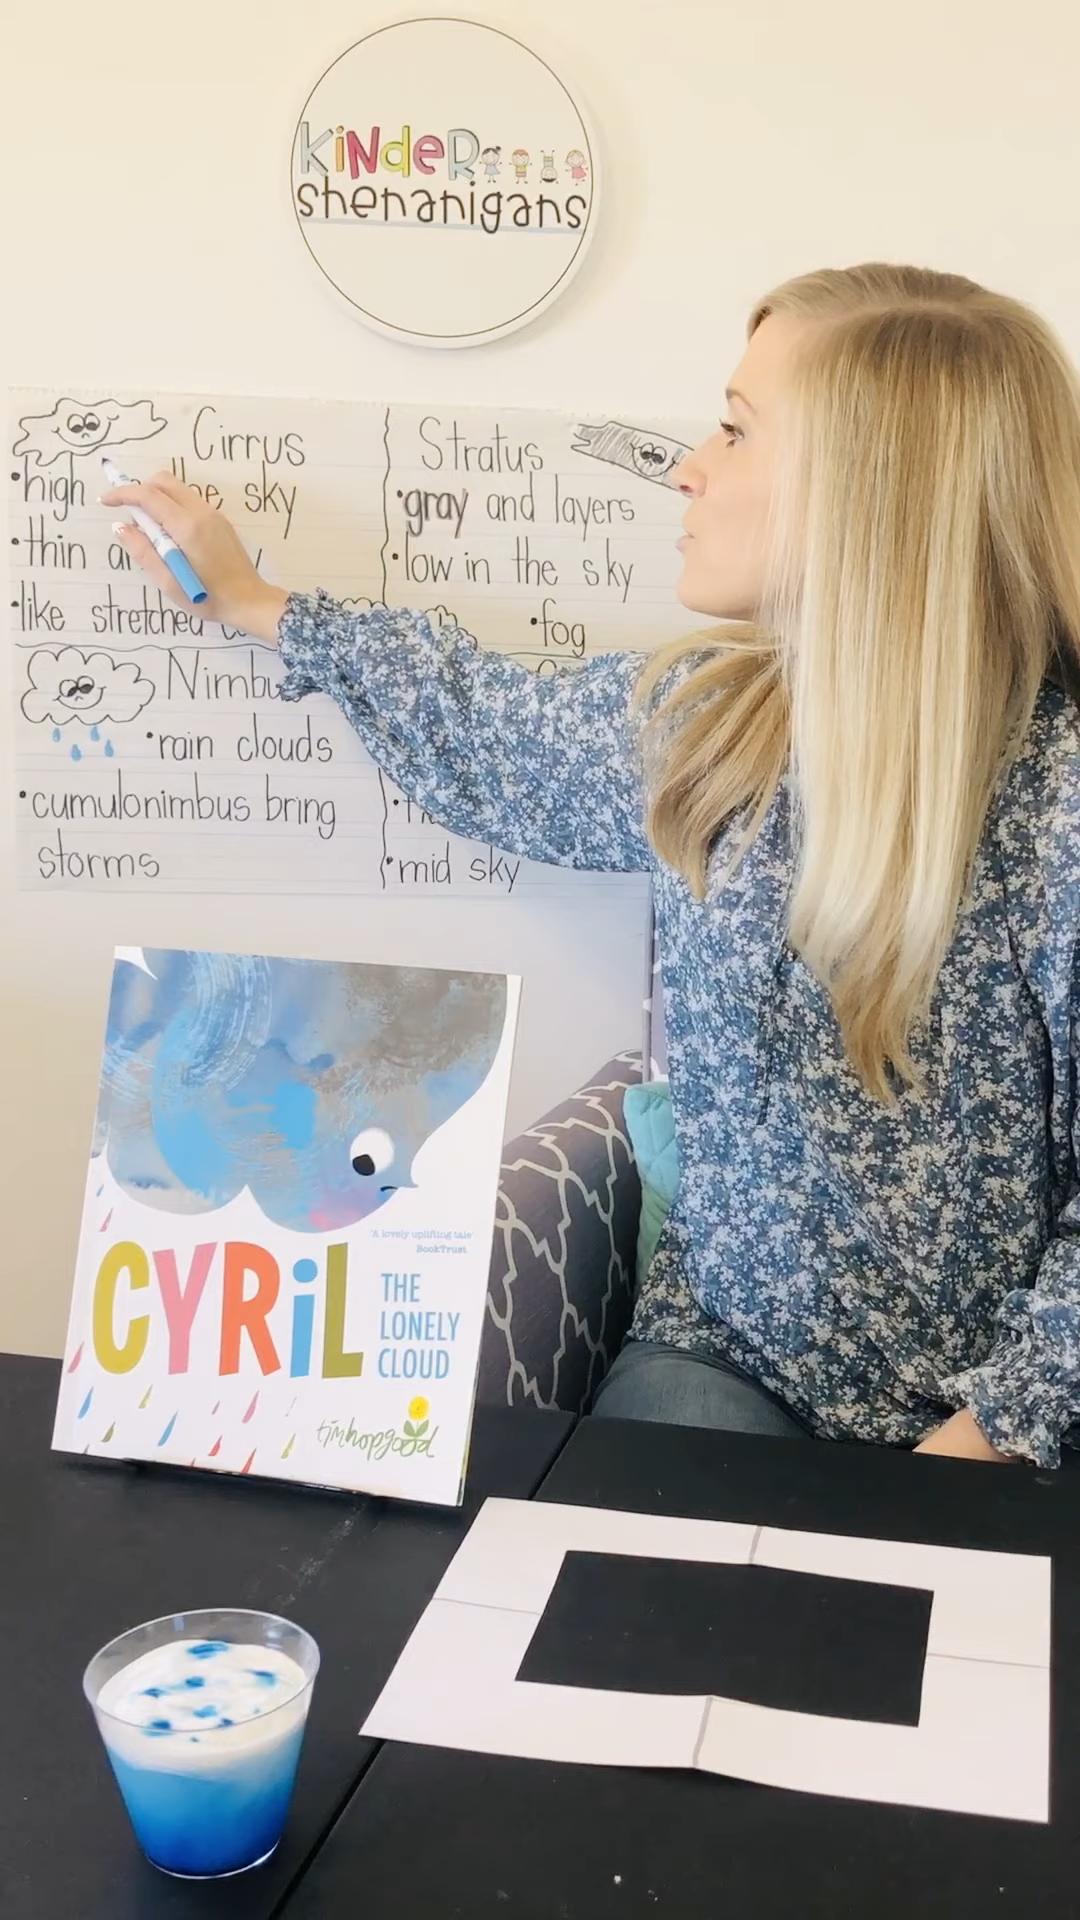 KiNdeR
shenanigans
Cirrus
•high the sky
•thin
•like stretched
Stratus
•gray and layers
•low in the sky
•fog
•rain clouds
•cumulonimbus bring
storms
•mid sky
'A lovely uplifting tale'
BookTrust
CYRiL
THE
LONELY
CLOUD
timhopgood